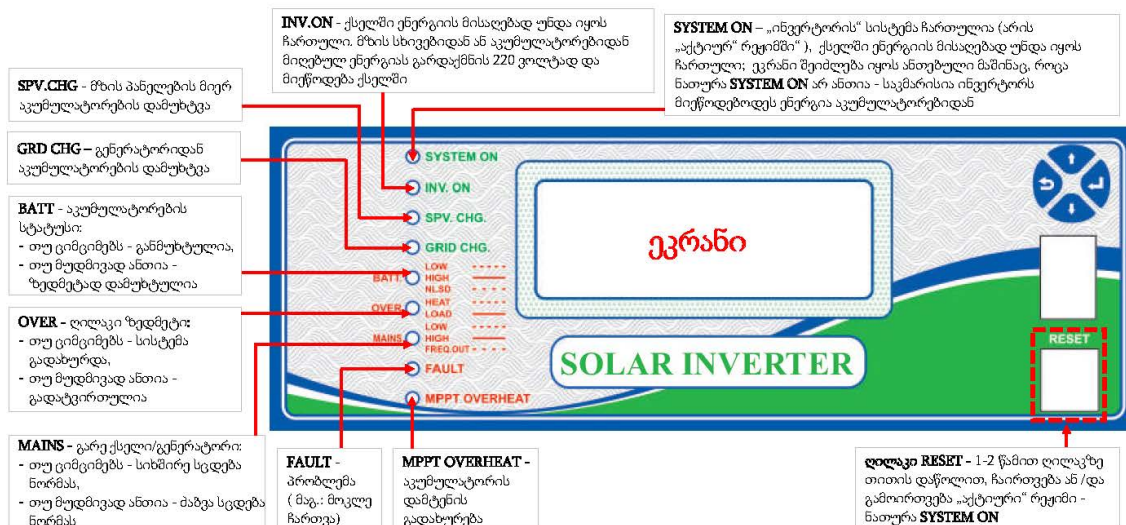 INV.ON - ქსელში ენერგიის მისაღებად უნდა იყოს
ჩართული. მზის სხივებიდან ან აკუმულატორებიდან
მიღებულ ენერგიას გარდაქმნის 220 ვოლტად და
მიეწოდება ქსელში
SYSTEM ON – „ინვერტორის“ სისტემა ჩართულია (არის
„აქტიურ“ რეჟიმში“ ), ქსელში ენერგიის მისაღებად უნდა იყოს
ჩართული; ეკრანი შეიძლება იყოს ანთებული მაშინაც, როცა
ნათურა SYSTEM ON არ ანთია - საკმარისია ინვერტორს
მიეწოდებოდეს ენერგია აკუმულატორებიდან
SPV.CHG - მზის პანელების მიერ
აკუმულატორების დამუხტვა
GRD CHG – გენერატორიდან
აკუმულატორების დამუხტვა
BATT - აკუმულატორების
სტატუსი:
- თუ ციმციმებს - განმუხტულია,
- თუ მუდმივად ანთია -
ზედმეტად დამუხტულია
OVER - ღილაკი ზედმეტი:
- თუ ციმციმებს - სისტემა
გადახურდა,
- თუ მუდმივად ანთია -
გადატვირთულია
MAINS - გარე ქსელი/გენერატორი:
- თუ ციმციმებს - სიხშირე სცდება
ნორმას,
- თუ მუდმივად ანთია - ძაბვა სცდება
ნორმას
SYSTEM ON
INV. ON
SPV. CHG.
GRID CHG.
BATT.
LOW - - - - -
HIGH ———
NLSD - - - - -
OVER
HEAT - - - - -
LOAD ———
MAINS
LOW - - - - -
HIGH ———
FREQ.OUT - - - -
FAULT
MPPT OVERHEAT
ეკრანი
SOLAR INVERTER
RESET
FAULT -
პრობლემა
( მაგ.: მოკლე
ჩართვა)
MPPT OVERHEAT -
აკუმულატორის
დამტენის
გადახურება
ღილაკი RESET - 1-2 წამით ღილაკზე
თითის დაწოლით, ჩაირთვება ან /და
გამოირთვება „აქტიური“ რეჟიმი -
ნათურა SYSTEM ON